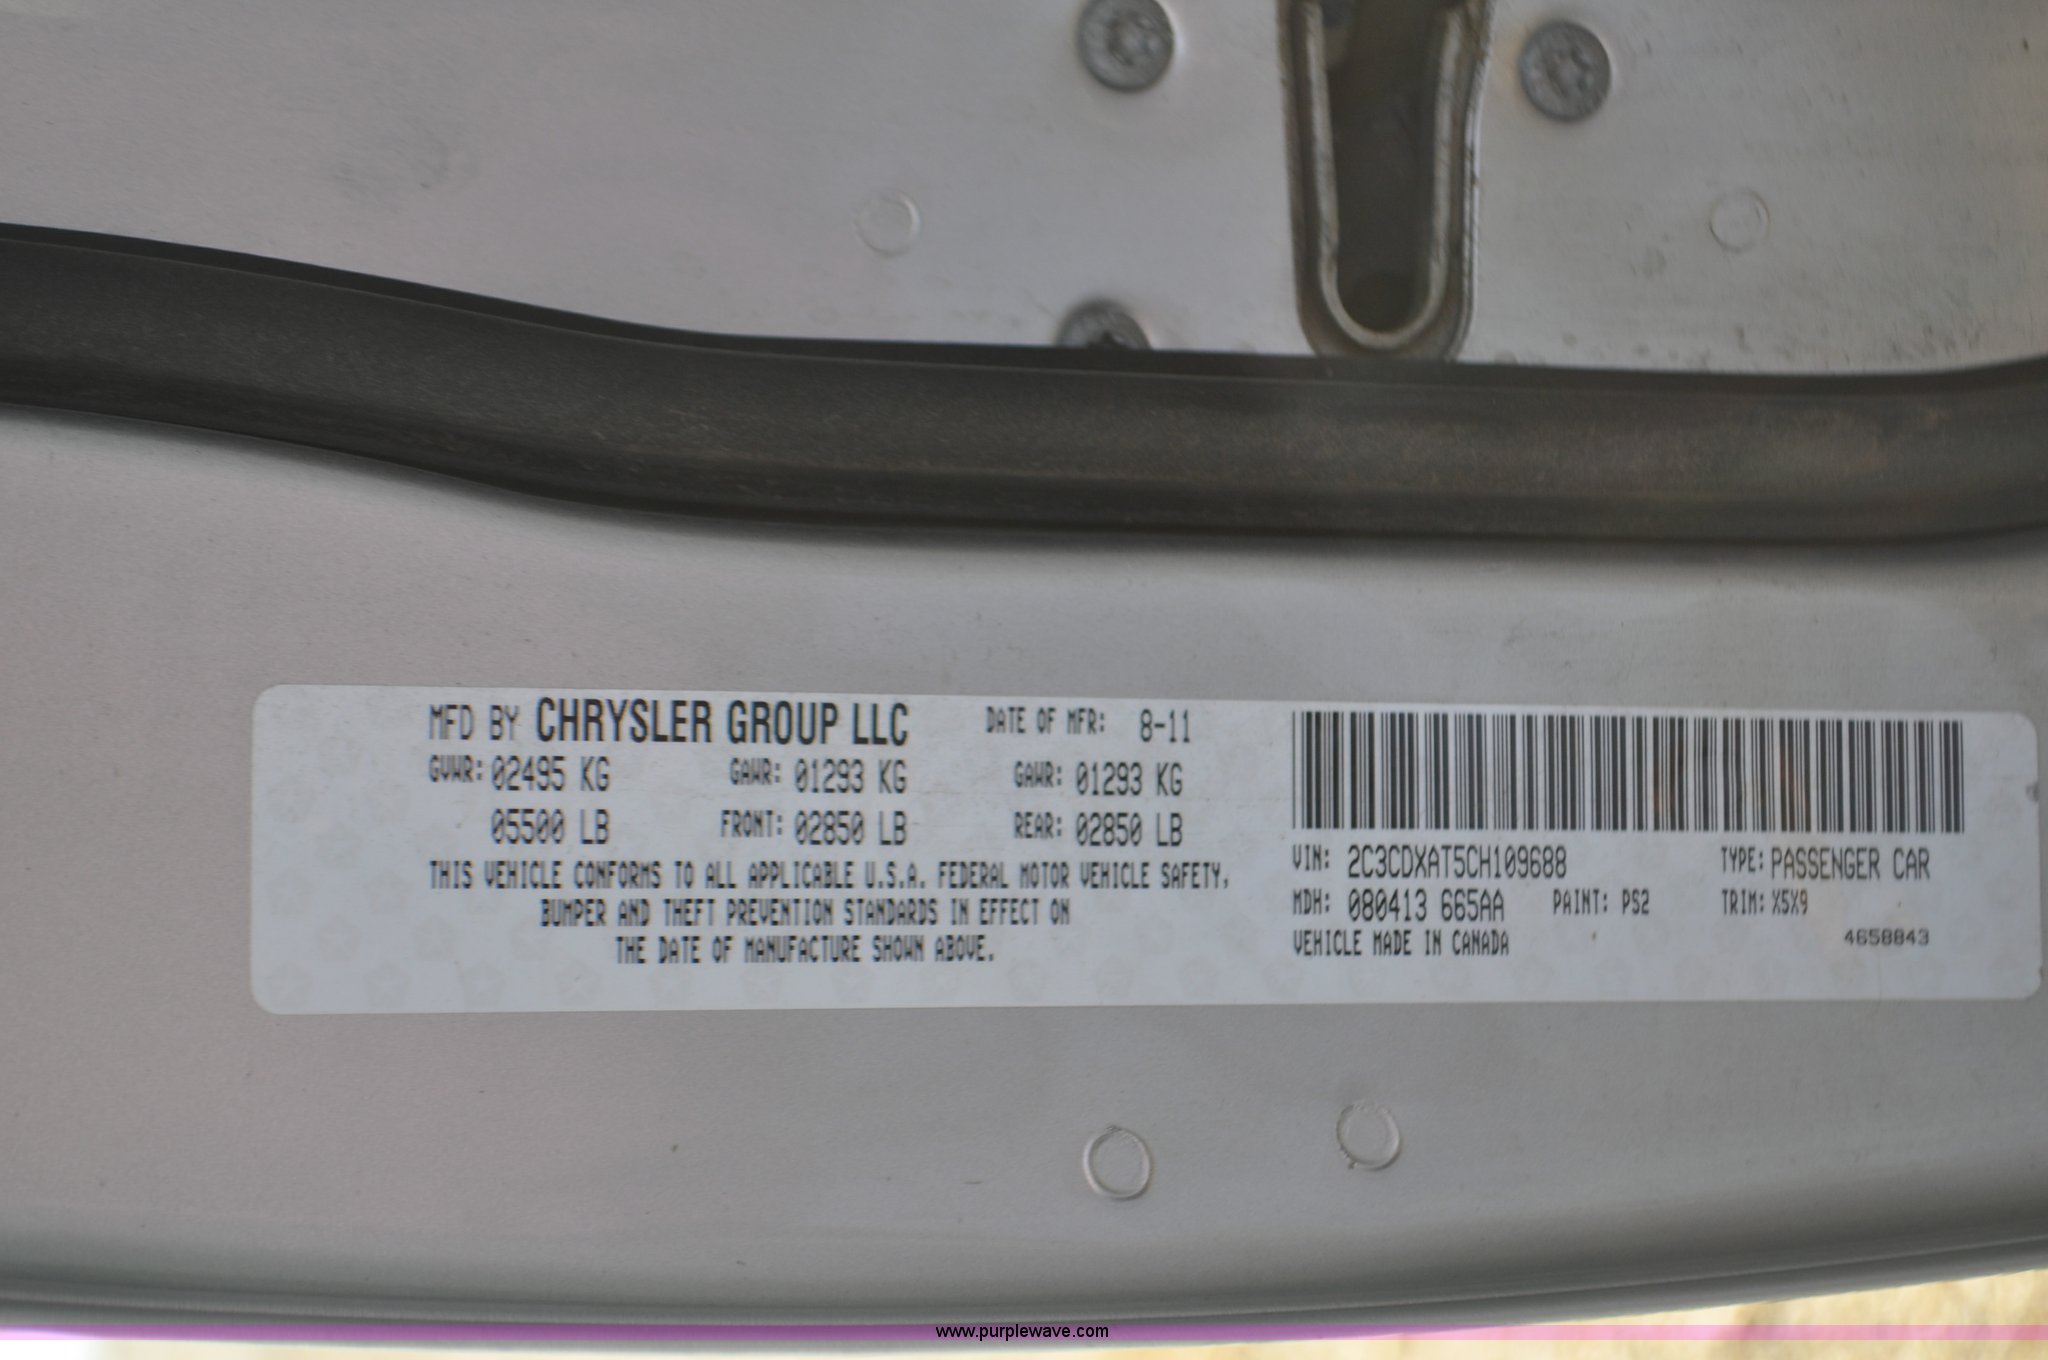 MFD BY CHRYSLER GROUP LLC DATE OF MFR: 8-11
GVWR: 02495 KG GAWR: 01293 KG GAWR: 01293 KG
05500 LB FRONT: 02850 LB REAR: 02850 LB
THIS VEHICLE CONFORMS TO ALL APPLICABLE U.S.A. FEDERAL MOTOR VEHICLE SAFETY,
BUMPER AND THEFT PREVENTION STANDARDS IN EFFECT ON
THE DATE OF MANUFACTURE SHOWN ABOVE.
VIN: 2C3CDXAT5CH109688 TYPE: PASSENGER CAR
MDH: 080413 665AA PAINT: PS2 TRIM: X5X9
VEHICLE MADE IN CANADA 4658843
www.purplewave.com